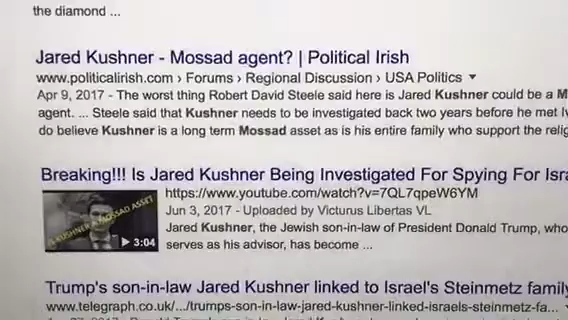 the diamond ...
Jared Kushner - Mossad agent? | Political Irish
www.politicalirish.com › Forums › Regional Discussion › USA Politics ▼
Apr 9, 2017 - The worst thing Robert David Steele said here is Jared Kushner could be a M
agent. ... Steele said that Kushner needs to be investigated back two years before he met Iv
do believe Kushner is a long term Mossad asset as is his entire family who support the relig
Breaking!!! Is Jared Kushner Being Investigated For Spying For Isra
https://www.youtube.com/watch?v=7QL7qpeW6YM
Jun 3, 2017 - Uploaded by Victurus Libertas VL
Jared Kushner, the Jewish son-in-law of President Donald Trump, who
serves as his advisor, has become ...
KUSHNER A MOSSAD ASSET
3:04
Trump's son-in-law Jared Kushner linked to Israel's Steinmetz family
www.telegraph.co.uk/.../trumps-son-in-law-jared-kushner-linked-israels-steinmetz-fa...